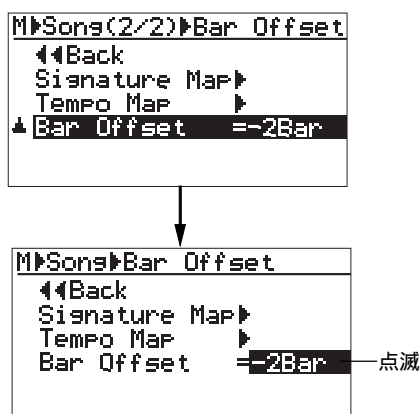 M▶Song(2/2)▶Bar Offset
◀◀Back
Signature Map▶
Tempo Map ▶
▲Bar Offset =-2Bar
M▶Song▶Bar Offset
◀◀Back
Signature Map▶
Tempo Map ▶
Bar Offset =-2Bar 点滅